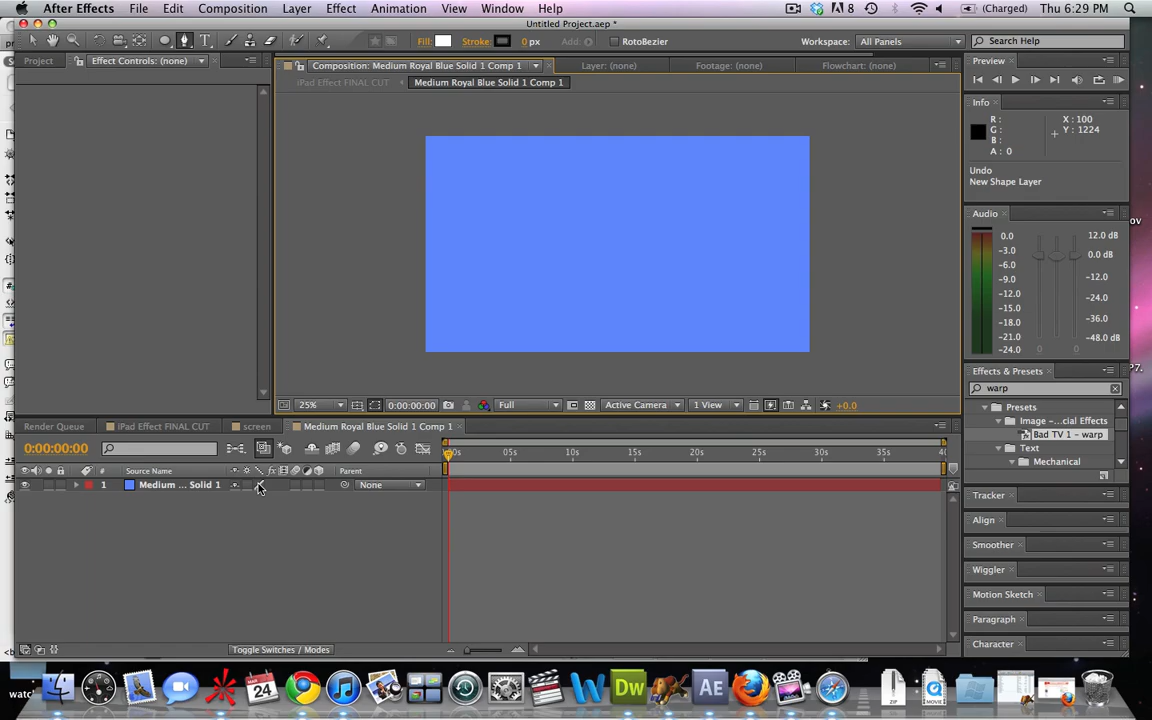 After Effects File Edit Composition Layer Effect Animation View Window Help 8 (Charged) Thu 6:29 PM
Untitled Project.aep *
Fill: Stroke: 0 px Add: RotoBezier Workspace: All Panels Search Help
Project Effect Controls: (none) Composition: Medium Royal Blue Solid 1 Comp 1 Layer: (none) Footage: (none) Flowchart: (none) Preview
iPad Effect FINAL CUT Medium Royal Blue Solid 1 Comp 1
Info
R : X : 100
G : Y : 1224
B :
A : 0
Undo
New Shape Layer
Audio
0.0 12.0 dB
-3.0 0.0 dB
-6.0
-9.0 -12.0
-12.0
-15.0 -24.0
-18.0 -36.0
-21.0
-24.0 -48.0 dB
Effects & Presets
warp
Presets
Image -...cial Effects
Bad TV 1 - warp
Text
Mechanical
25% 0:00:00:00 Full Active Camera 1 View +0.0
Render Queue iPad Effect FINAL CUT screen Medium Royal Blue Solid 1 Comp 1
0:00:00:00 00s 05s 10s 15s 20s 25s 30s 35s 40
# Source Name Parent
1 Medium ... Solid 1 None
Tracker
Align
Smoother
Wiggler
Motion Sketch
Paragraph
Character
Toggle Switches / Modes
watc
MAR
24
W Dw AE
ZIP MOVIE